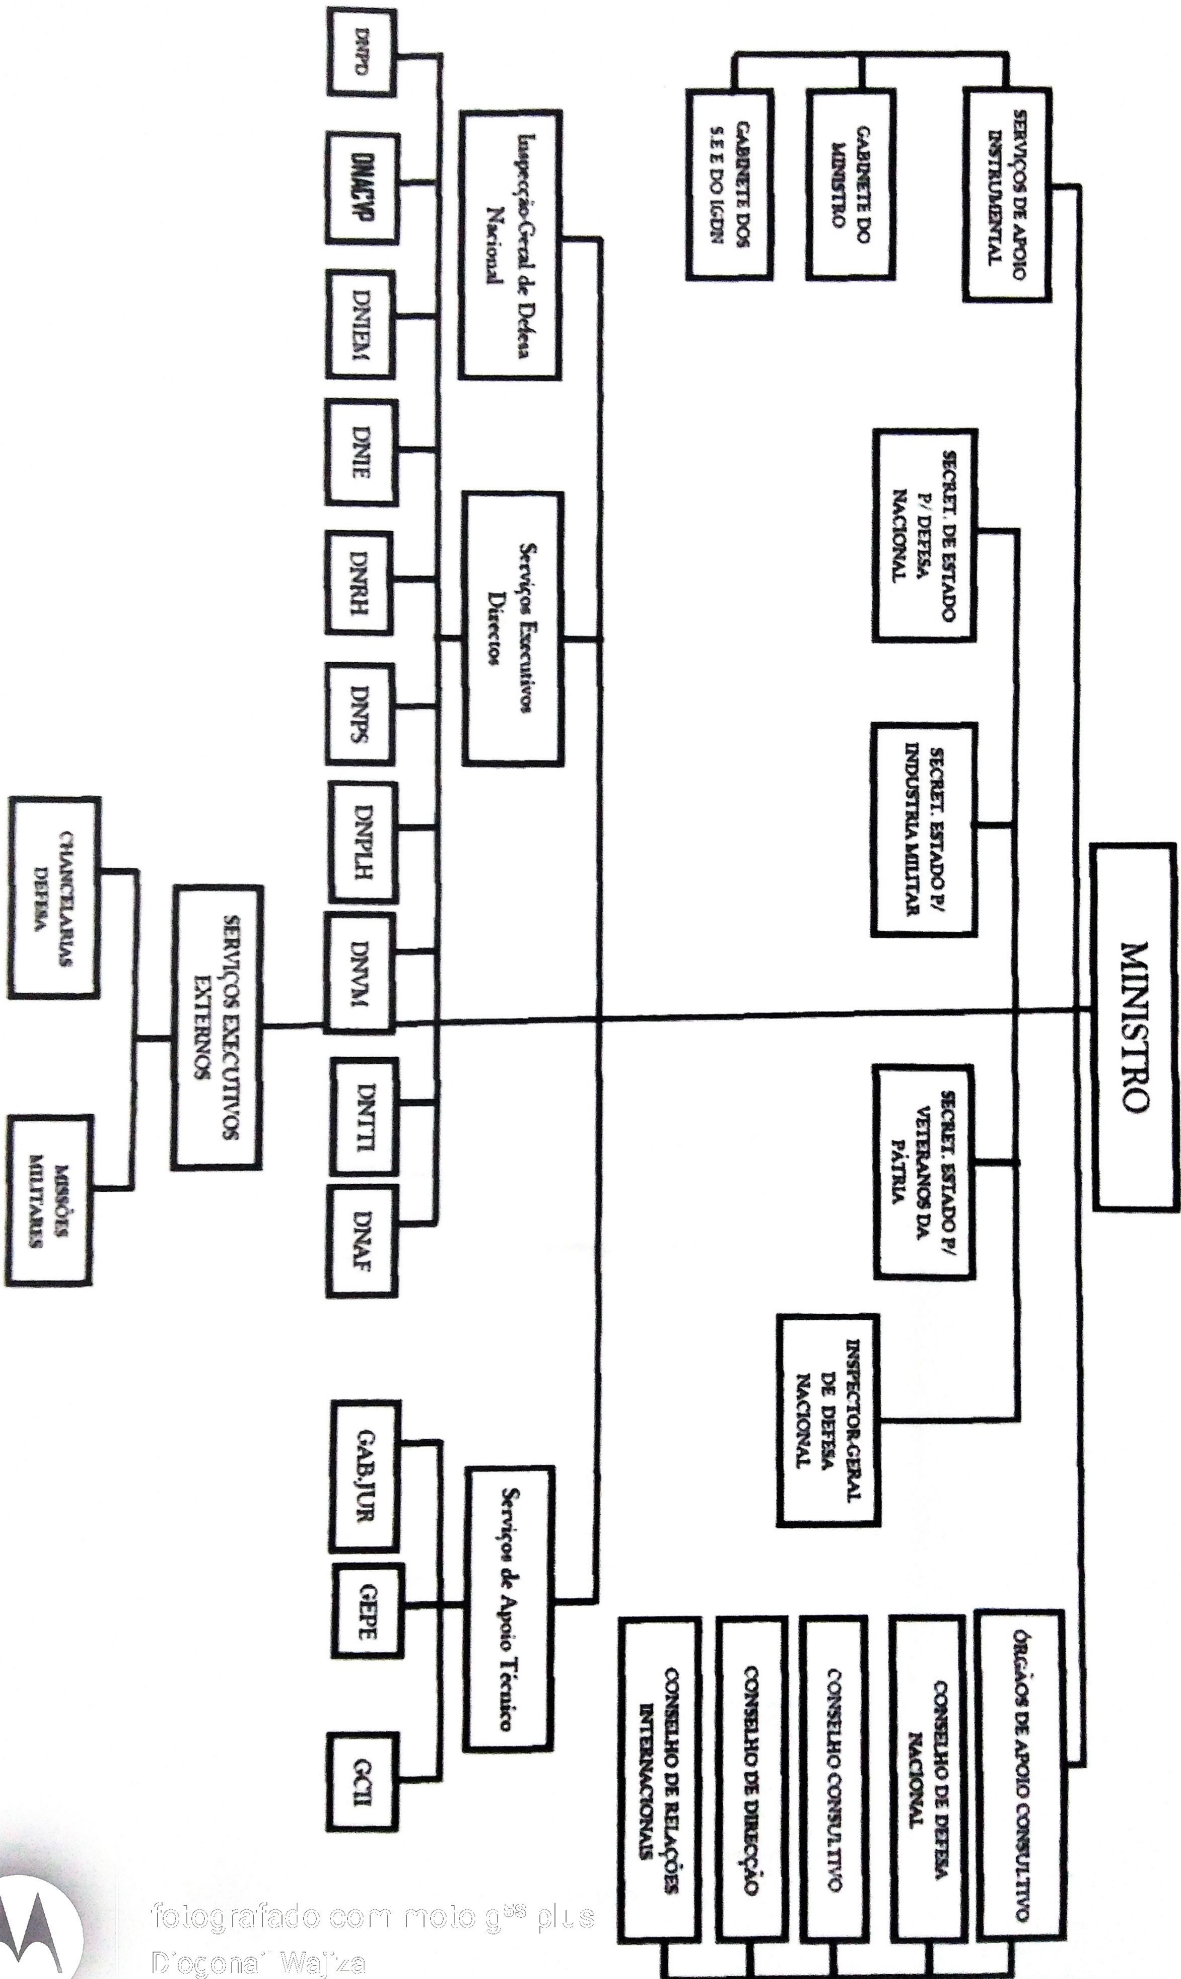 MINISTRO
SERVIÇOS DE APOIO
INSTRUMENTAL
GABINETE DO
MINISTRO
GABINETE DOS
S.E E DO IGDN
SECRET. DE ESTADO
P/ DEFESA
NACIONAL
SECRET. ESTADO P/
INDUSTRIA MILITAR
SECRET. ESTADO P/
VETERANOS DA
PÁTRIA
INSPECTOR-GERAL
DE DEFESA
NACIONAL
ÓRGÃOS DE APOIO CONSULTIVO
CONSELHO DE DEFESA
NACIONAL
CONSELHO CONSULTIVO
CONSELHO DE DIRECÇÃO
CONSELHO DE RELAÇÕES
INTERNACIONAIS
Inspecção-Geral de Defesa
Nacional
Serviços Executivos
Directos
Serviços de Apoio Técnico
DNPD
DNACVP
DNIEM
DNIE
DNRH
DNPS
DNPLH
DNVM
DNTTI
DNAF
GAB.JUR
GEPE
GCII
SERVIÇOS EXECUTIVOS
EXTERNOS
CHANCELARIAS
DEFESA
MISSÕES
MILITARES
fotografado com moto g⁵ˢ plus